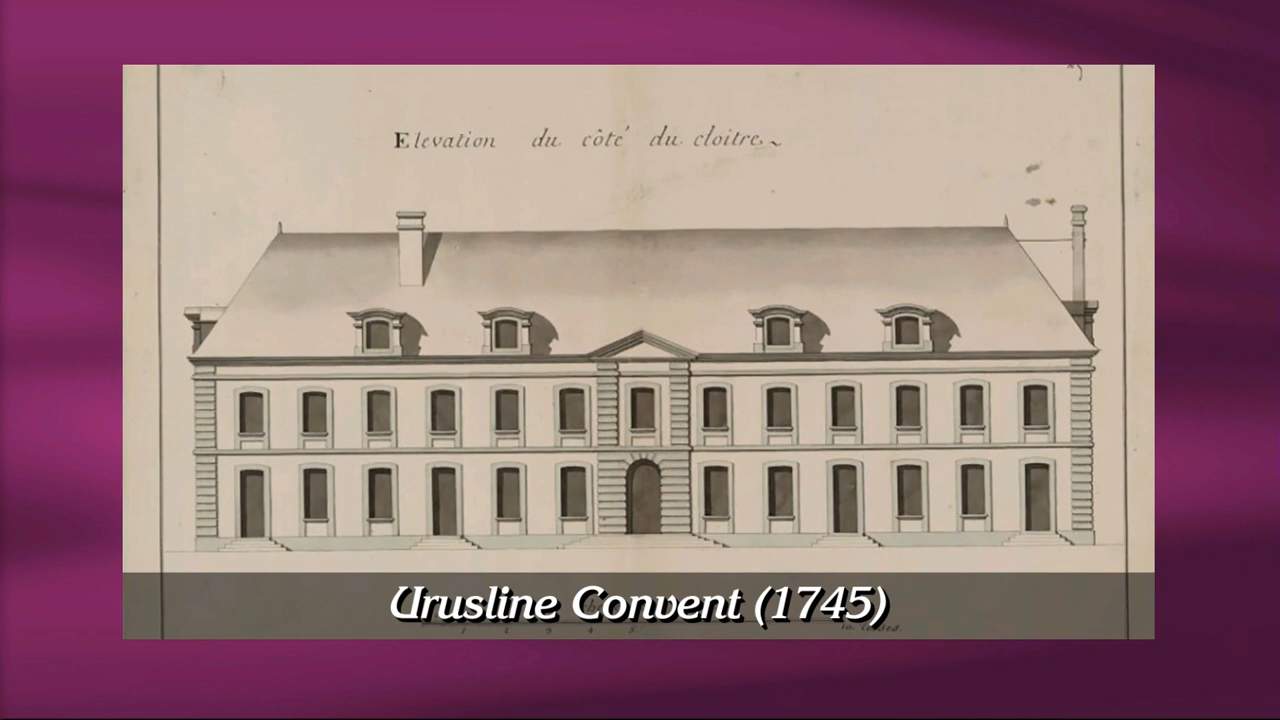 Elevation du côté du cloitre
Urusline Convent (1745)